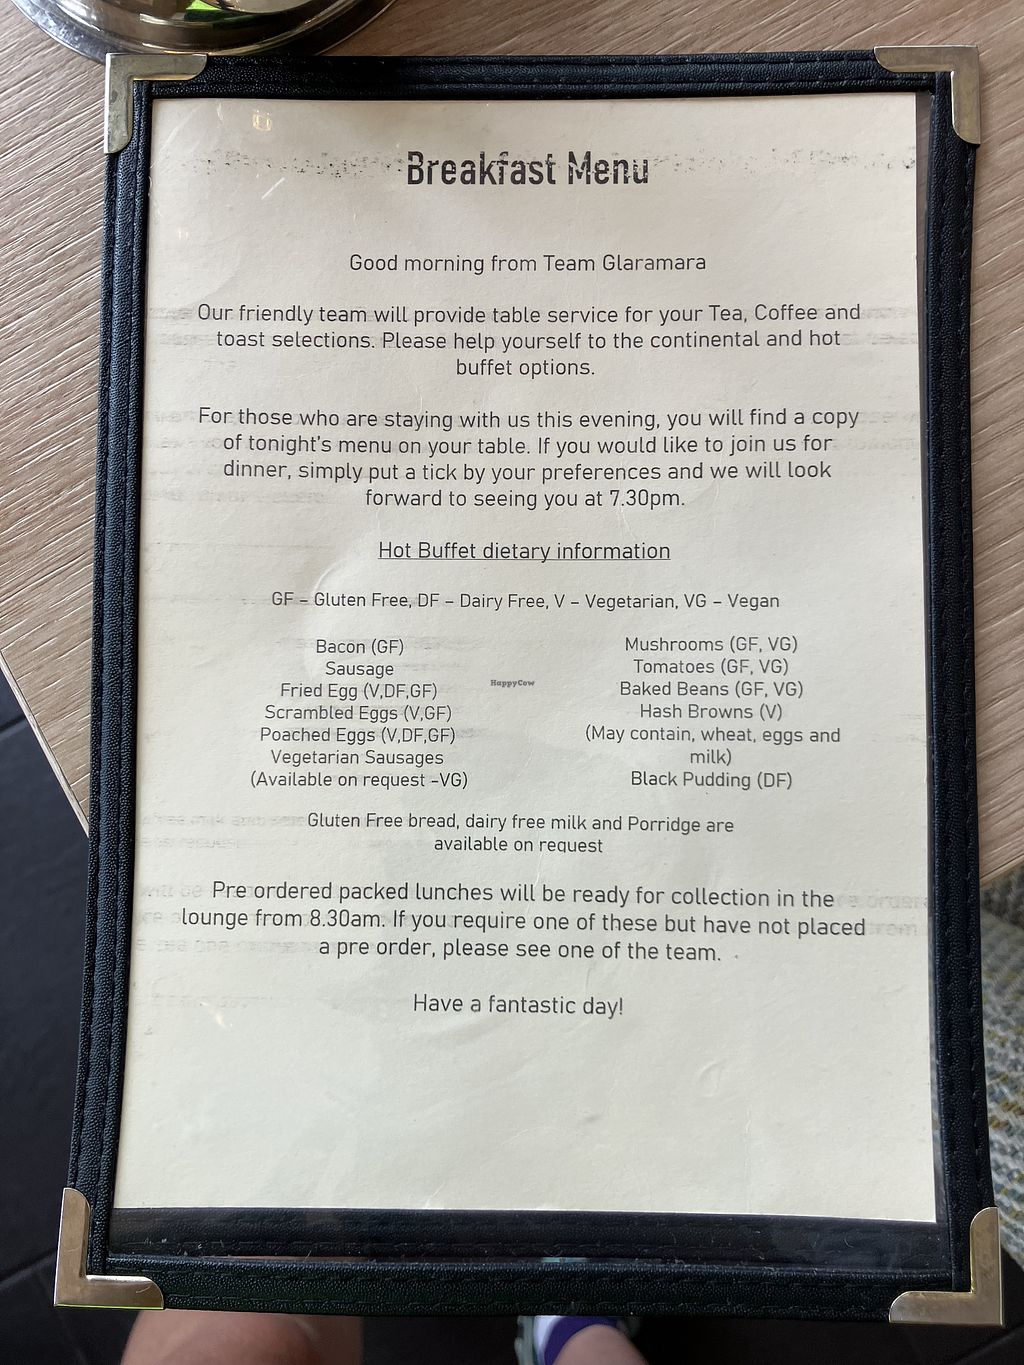 Breakfast Menu
Good morning from Team Glaramara
Our friendly team will provide table service for your Tea, Coffee and
toast selections. Please help yourself to the continental and hot
buffet options.
For those who are staying with us this evening, you will find a copy
of tonight's menu on your table. If you would like to join us for
dinner, simply put a tick by your preferences and we will look
forward to seeing you at 7.30pm.
Hot Buffet dietary information
GF – Gluten Free, DF – Dairy Free, V – Vegetarian, VG – Vegan
Bacon (GF)
Sausage
Fried Egg (V,DF,GF)
Scrambled Eggs (V,GF)
Poached Eggs (V,DF,GF)
Vegetarian Sausages
(Available on request -VG)
HappyCow
Mushrooms (GF, VG)
Tomatoes (GF, VG)
Baked Beans (GF, VG)
Hash Browns (V)
(May contain, wheat, eggs and
milk)
Black Pudding (DF)
Gluten Free bread, dairy free milk and Porridge are
available on request
Pre ordered packed lunches will be ready for collection in the
lounge from 8.30am. If you require one of these but have not placed
a pre order, please see one of the team.
Have a fantastic day!